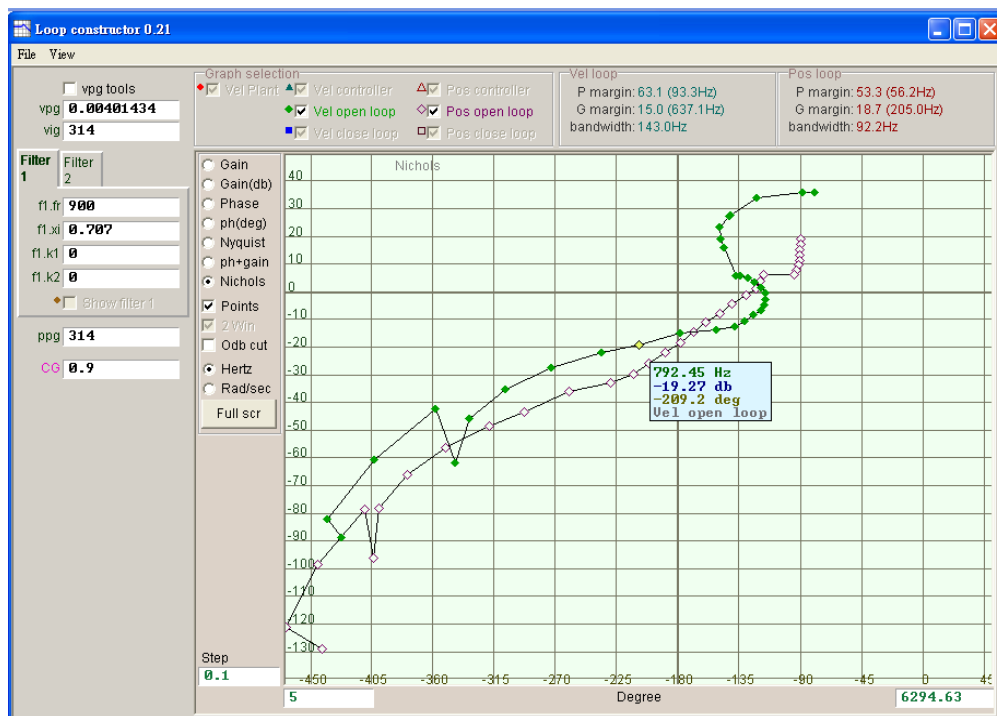 Loop constructor 0.21
File View
vpg tools
vpg 0.00401434
vig 314
Filter 1
Filter 2
f1.fr 900
f1.xi 0.707
f1.k1 0
f1.k2 0
Show filter 1
ppg 314
CG 0.9
Graph selection
Vel Plant Vel controller Pos controller
Vel open loop Pos open loop
Vel close loop Pos close loop
Vel loop
P margin: 63.1 (93.3Hz)
G margin: 15.0 (637.1Hz)
bandwidth: 143.0Hz
Pos loop
P margin: 53.3 (56.2Hz)
G margin: 18.7 (205.0Hz)
bandwidth: 92.2Hz
Gain
Gain(db)
Phase
ph(deg)
Nyquist
ph+gain
Nichols
Points
2 Win
0db cut
Hertz
Rad/sec
Full scr
Step
0.1
Nichols
40
30
20
10
0
-10
-20
-30
-40
-50
-60
-70
-80
-90
-100
-110
-120
-130
792.45 Hz
-19.27 db
-209.2 deg
Vel open loop
-450 -405 -360 -315 -270 -225 -180 -135 -90 0 45
5 Degree 6294.63